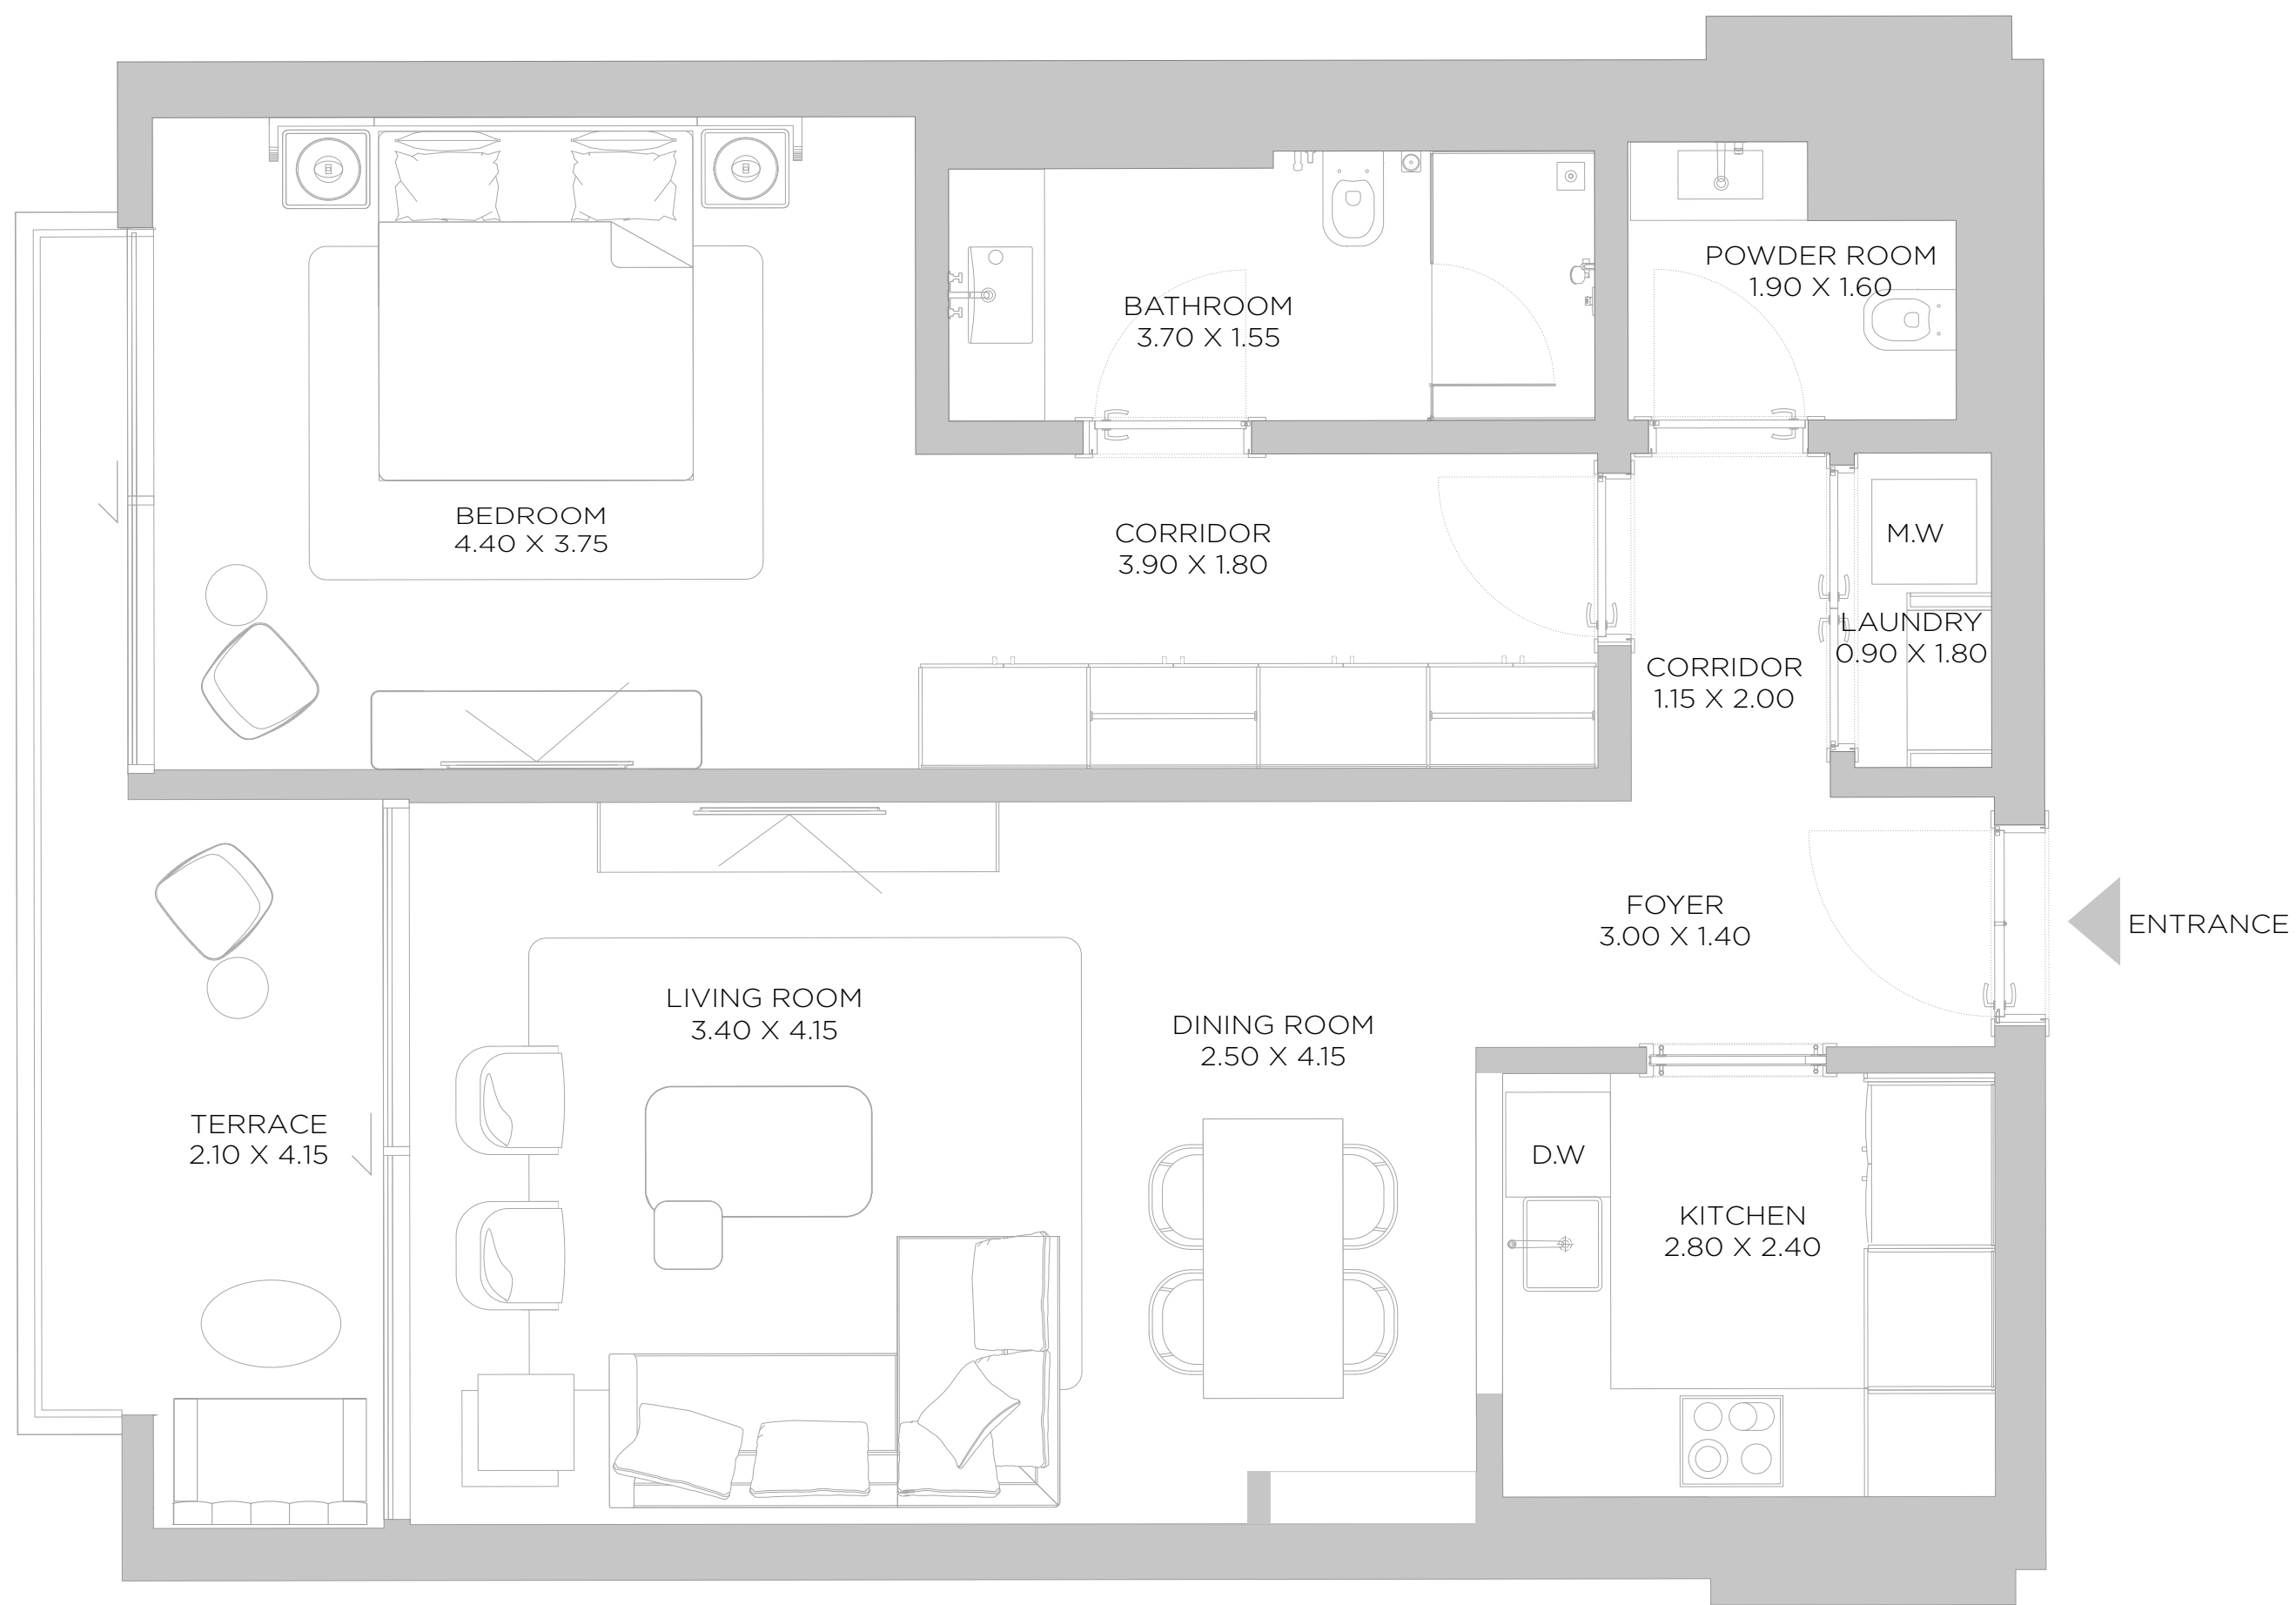 POWDER ROOM
1.90 X 1.60
BATHROOM
3.70 X 1.55
BEDROOM
4.40 X 3.75
CORRIDOR
3.90 X 1.80
M.W
LAUNDRY
0.90 X 1.80
CORRIDOR
1.15 X 2.00
FOYER
3.00 X 1.40
ENTRANCE
LIVING ROOM
3.40 X 4.15
DINING ROOM
2.50 X 4.15
TERRACE
2.10 X 4.15
D.W
KITCHEN
2.80 X 2.40